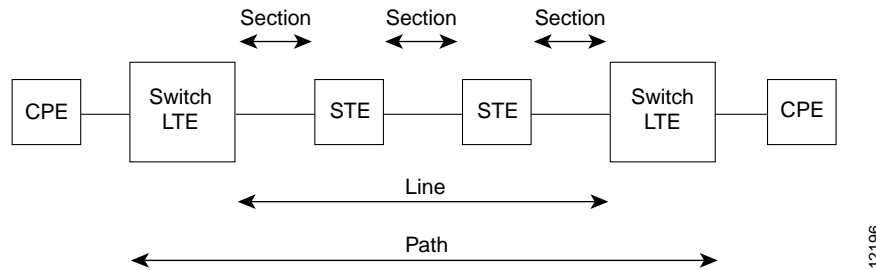 Section
Section
Section
CPE
Switch
LTE
STE
STE
Switch
LTE
CPE
Line
Path
12196